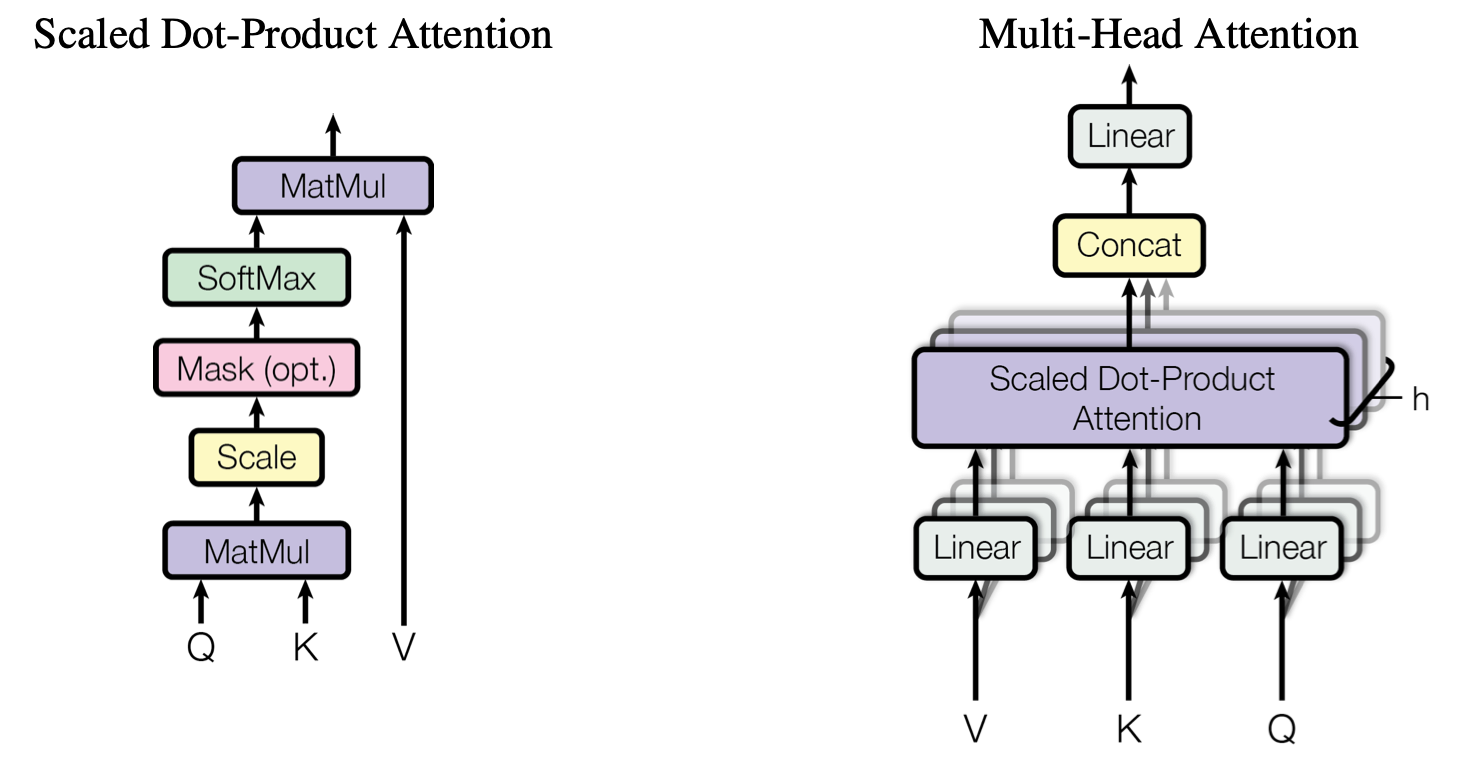 Scaled Dot-Product Attention
MatMul
SoftMax
Mask (opt.)
Scale
MatMul
Q K V
Multi-Head Attention
Linear
Concat
Scaled Dot-Product
Attention
h
Linear Linear Linear
V K Q